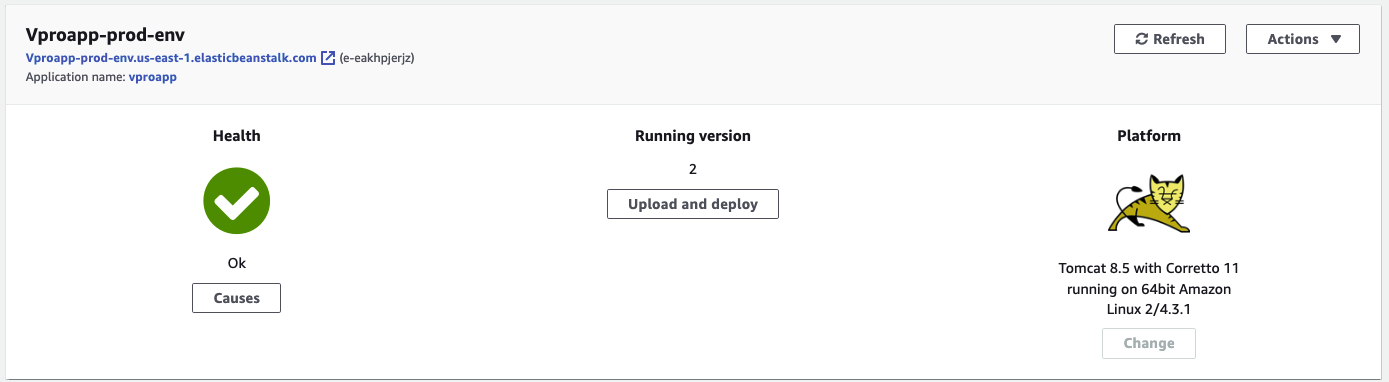 Vproapp-prod-env
Refresh
Actions
Vproapp-prod-env.us-east-1.elasticbeanstalk.com (e-eakhpjerjz)
Application name: vproapp
Health
Running version
Platform
2
Upload and deploy
Ok
Causes
Tomcat 8.5 with Corretto 11
running on 64bit Amazon
Linux 2/4.3.1
Change